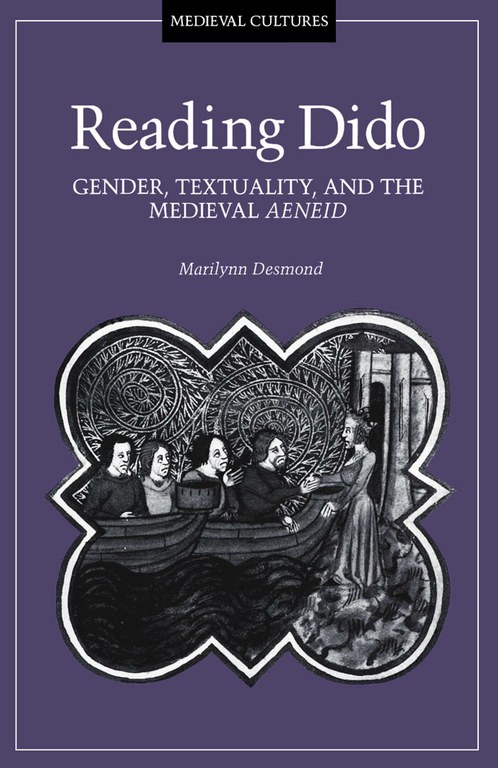 MEDIEVAL CULTURES
Reading Dido
GENDER, TEXTUALITY, AND THE
MEDIEVAL AENEID
Marilynn Desmond